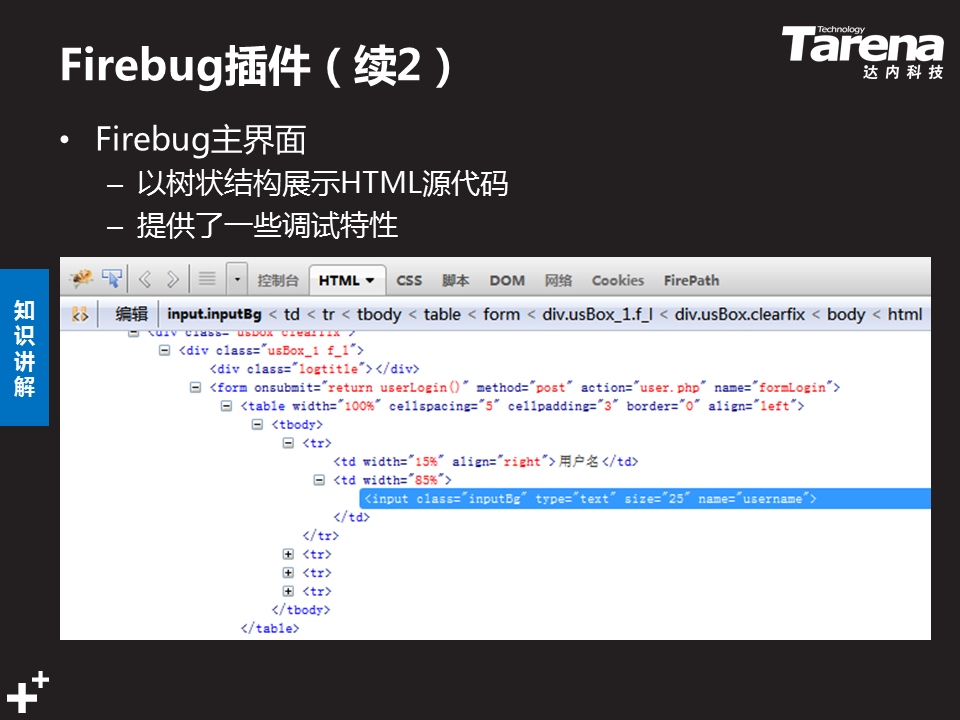 Firebug插件（续2）
Technology
Tarena
达内科技
• Firebug主界面
– 以树状结构展示HTML源代码
– 提供了一些调试特性
知识讲解
控制台 HTML CSS 脚本 DOM 网络 Cookies FirePath
编辑 input.inputBg < td < tr < tbody < table < form < div.usBox_1.f_l < div.usBox.clearfix < body < html
<div class="usBox clearfix">
<div class="usBox_1 f_l">
<div class="logtitle"></div>
<form onsubmit="return userLogin()" method="post" action="user.php" name="formLogin">
<table width="100%" cellspacing="5" cellpadding="3" border="0" align="left">
<tbody>
<tr>
<td width="15%" align="right">用户名</td>
<td width="85%">
<input class="inputBg" type="text" size="25" name="username">
</td>
</tr>
<tr>
<tr>
<tr>
</tbody>
</table>